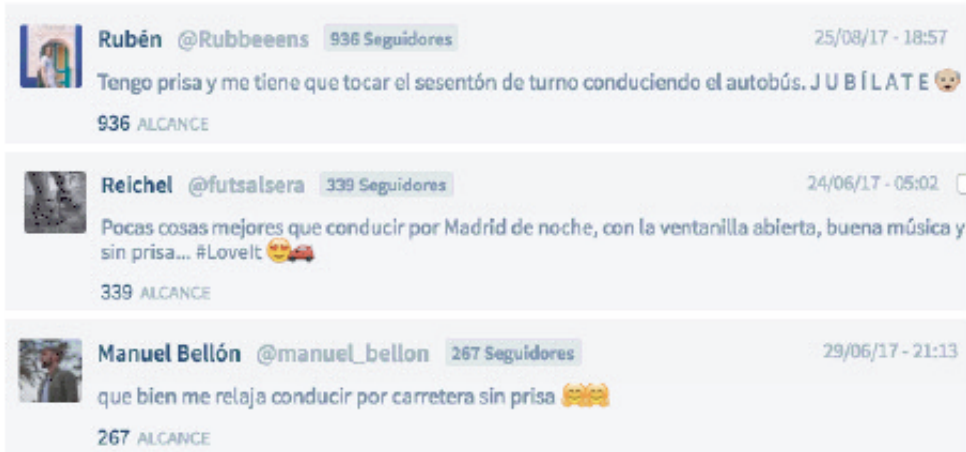 Rubén @Rubbeeens 936 Seguidores 25/08/17 - 18:57
Tengo prisa y me tiene que tocar el sesentón de turno conduciendo el autobús. J U B Í L A T E 👴🏼
936 ALCANCE
Reichel @futsalsera 339 Seguidores 24/06/17 - 05:02
Pocas cosas mejores que conducir por Madrid de noche, con la ventanilla abierta, buena música y
sin prisa... #LoveIt 😍🚗
339 ALCANCE
Manuel Bellón @manuel_bellon 267 Seguidores 29/06/17 - 21:13
que bien me relaja conducir por carretera sin prisa 🤗🤗
267 ALCANCE